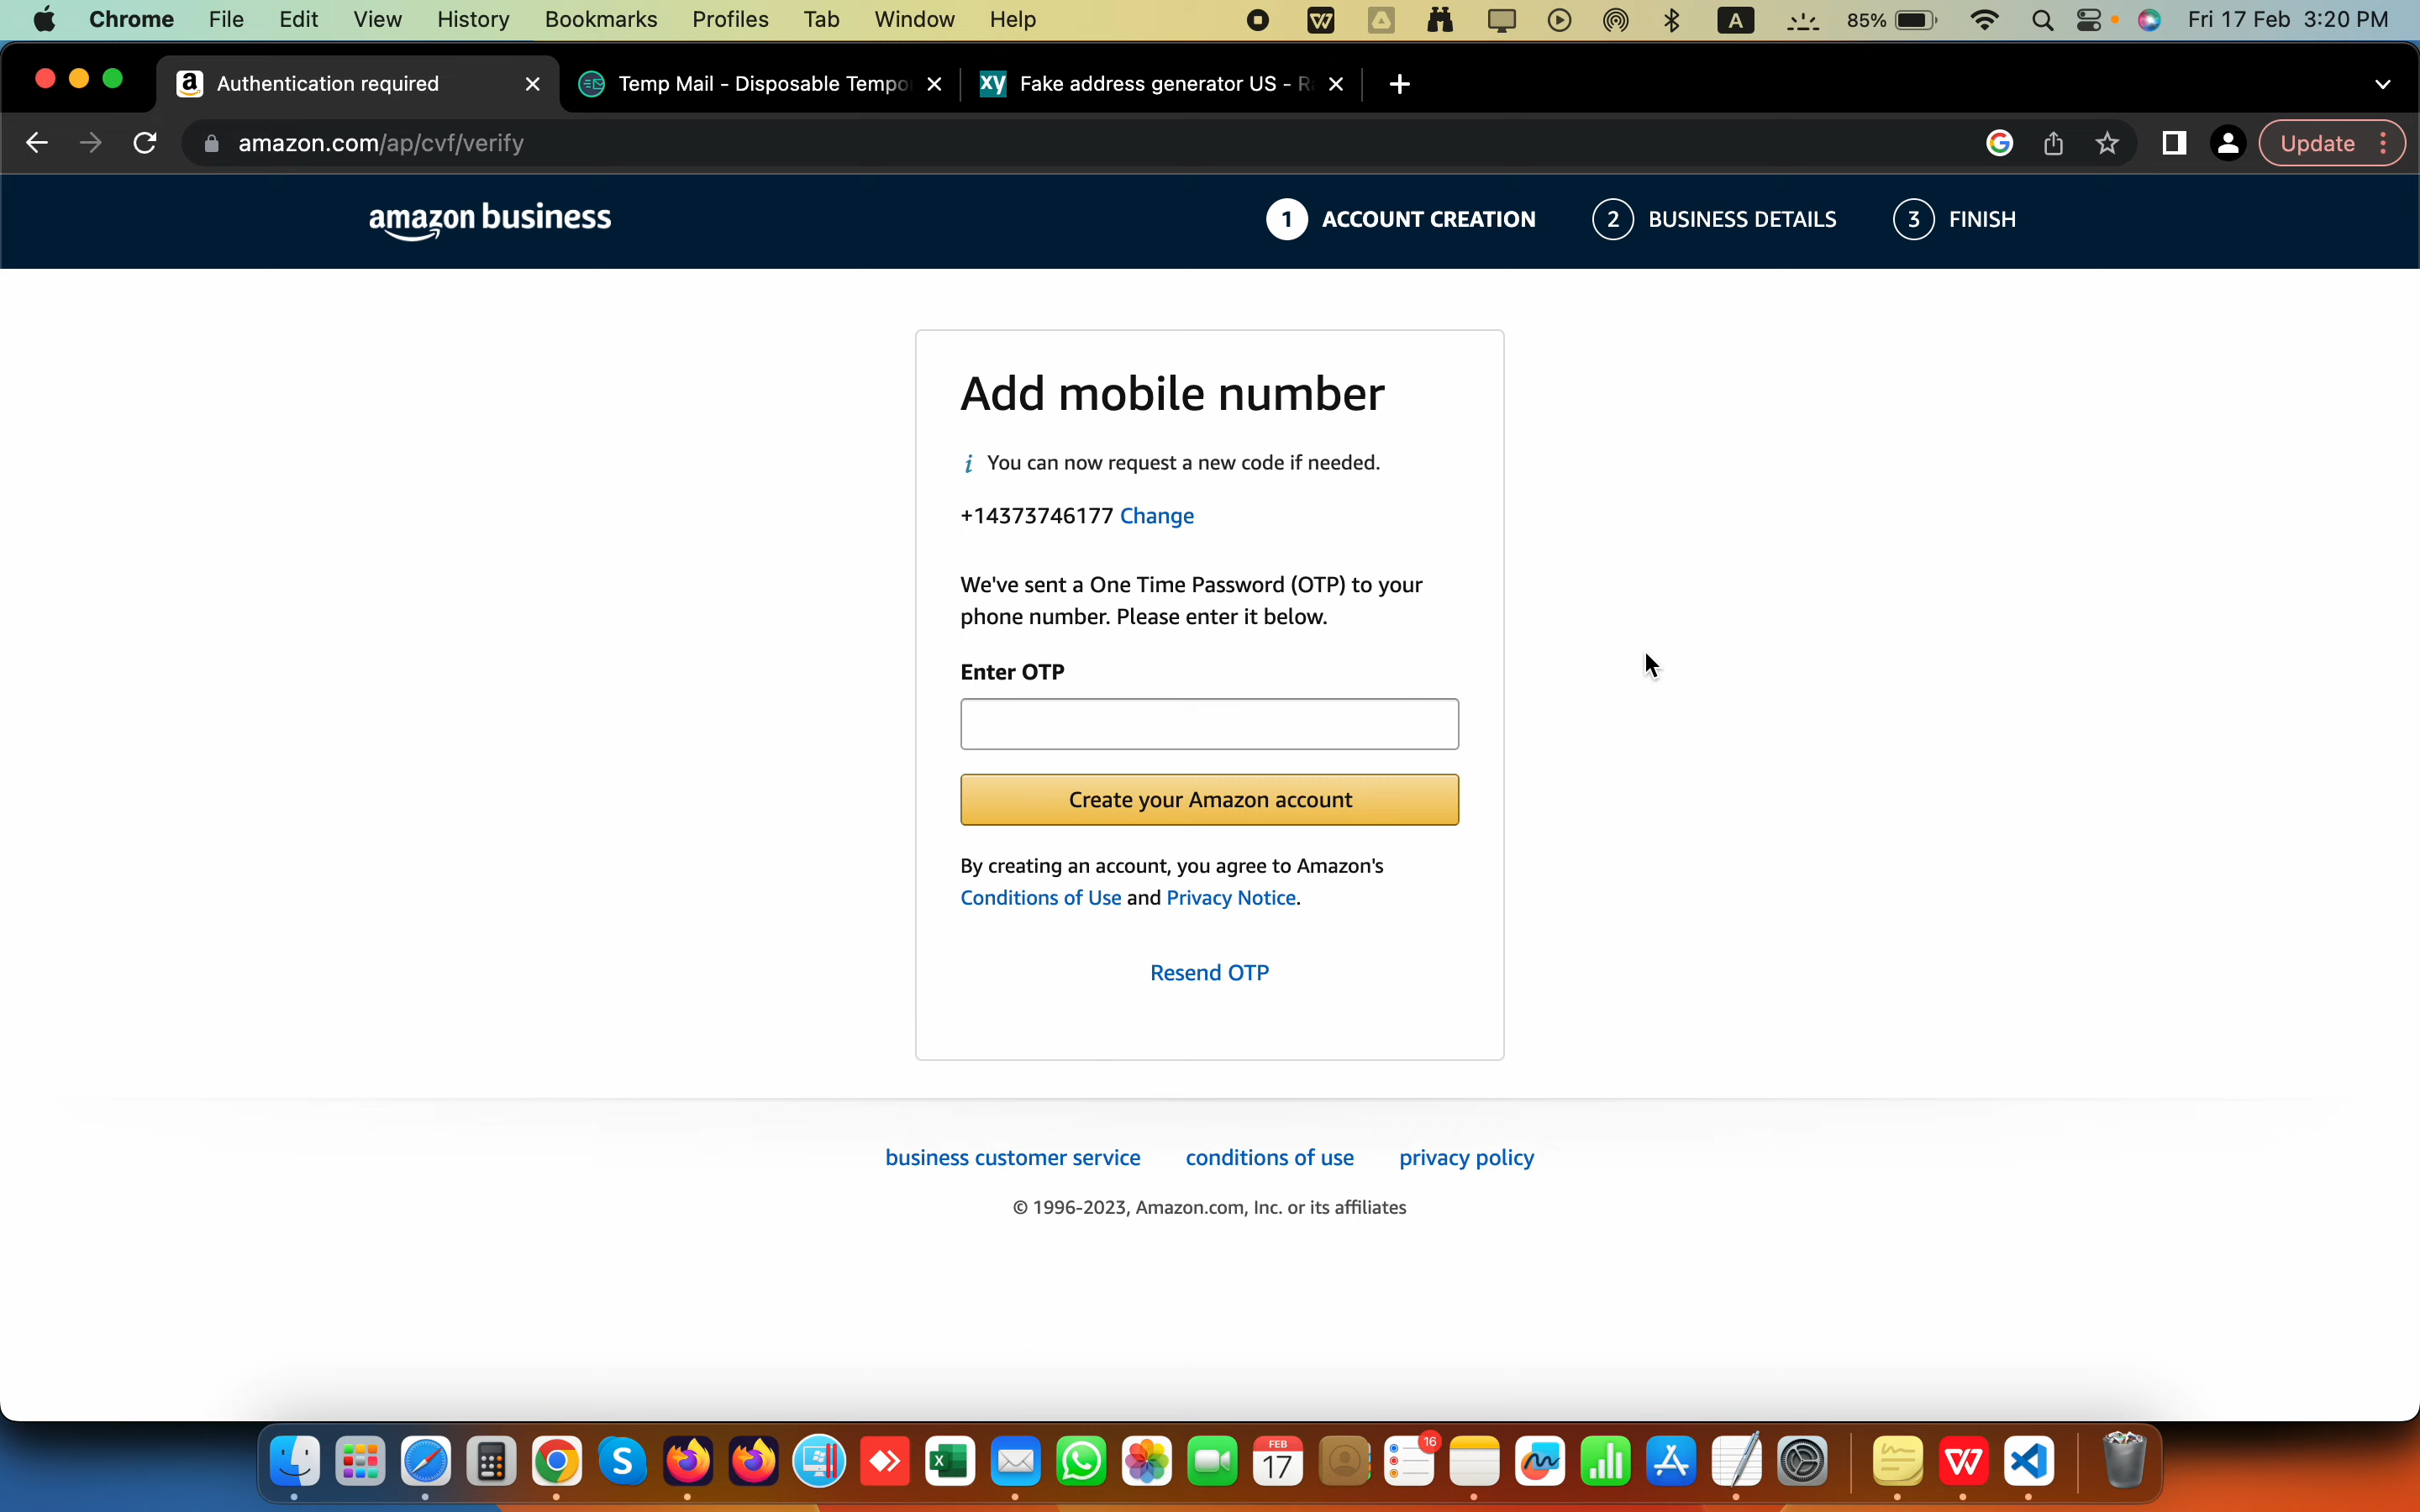 Chrome File Edit View History Bookmarks Profiles Tab Window Help A 85% Fri 17 Feb 3:20 PM
Authentication required Temp Mail - Disposable Tempo Fake address generator US - R
amazon.com/ap/cvf/verify Update
amazon business 1 ACCOUNT CREATION 2 BUSINESS DETAILS 3 FINISH
Add mobile number
i You can now request a new code if needed.
+14373746177 Change
We've sent a One Time Password (OTP) to your
phone number. Please enter it below.
Enter OTP
Create your Amazon account
By creating an account, you agree to Amazon's
Conditions of Use and Privacy Notice.
Resend OTP
business customer service conditions of use privacy policy
© 1996-2023, Amazon.com, Inc. or its affiliates
FEB
17
16